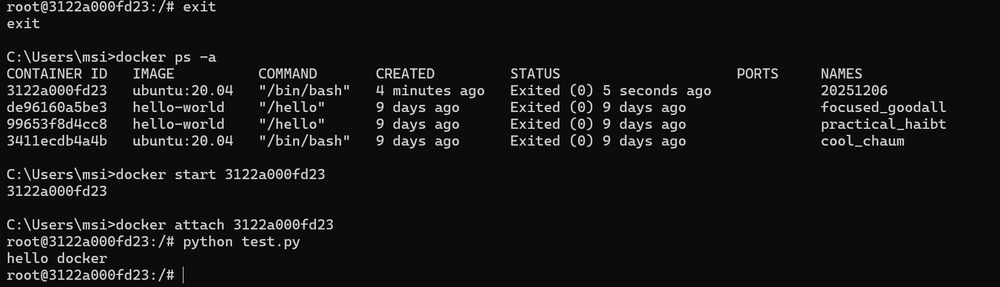 root@3122a000fd23:/# exit
exit
C:\Users\msi>docker ps -a
CONTAINER ID   IMAGE          COMMAND       CREATED         STATUS                     PORTS     NAMES
3122a000fd23   ubuntu:20.04   "/bin/bash"   4 minutes ago   Exited (0) 5 seconds ago             20251206
de96160a5be3   hello-world    "/hello"      9 days ago      Exited (0) 9 days ago                focused_goodall
99653f8d4cc8   hello-world    "/hello"      9 days ago      Exited (0) 9 days ago                practical_haibt
3411ecdb4a4b   ubuntu:20.04   "/bin/bash"   9 days ago      Exited (0) 9 days ago                cool_chaum
C:\Users\msi>docker start 3122a000fd23
3122a000fd23
C:\Users\msi>docker attach 3122a000fd23
root@3122a000fd23:/# python test.py
hello docker
root@3122a000fd23:/#